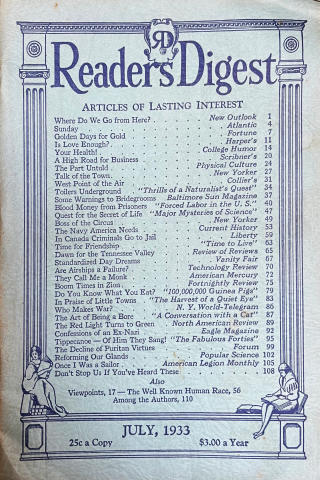 RD
Reader's Digest
ARTICLES OF LASTING INTEREST
Where Do We Go from Here? . . . New Outlook 1
Sunday . . . Atlantic 4
Golden Days for Gold . . . Fortune 7
Is Love Enough? . . . Harper's 11
Your Health! . . . College Humor 14
A High Road for Business . . . Scribner's 20
The Part Untold . . . Physical Culture 24
Talk of the Town . . . New Yorker 27
West Point of the Air . . . Collier's 31
Toilers Underground . . . "Thrills of a Naturalist's Quest" 34
Some Warnings to Bridegrooms . . . Baltimore Sun Magazine 37
Blood Money from Prisoners . . . "Forced Labor in the U. S." 40
Quest for the Secret of Life . . . "Major Mysteries of Science" 47
Boss of the Circus . . . New Yorker 49
The Navy America Needs . . . Current History 53
In Canada Criminals Go to Jail . . . Liberty 59
Time for Friendship . . . "Time to Live" 63
Dawn for the Tennessee Valley . . . Review of Reviews 65
Standardized Day Dreams . . . Vanity Fair 67
Are Airships a Failure? . . . Technology Review 70
They Call Me a Monk . . . American Mercury 72
Boom Times in Zion . . . Fortnightly Review 75
Do You Know What You Eat? . . . "100,000,000 Guinea Pigs" 79
In Praise of Little Towns . . . "The Harvest of a Quiet Eye" 83
Who Makes War? . . . N. Y. World-Telegram 86
The Art of Being a Bore . . . "A Conversation with a Cat" 87
The Red Light Turns to Green . . . North American Review 89
Confessions of an Ex-Nazi . . . Eagle Magazine 92
Tippecanoe — Of Him They Sang! "The Fabulous Forties" 95
The Decline of Puritan Virtues . . . Forum 99
Reforming Our Glands . . . Popular Science 102
Once I Was a Sailor . . . American Legion Monthly 105
Don't Stop Us If You've Heard These . . . 108
Also
Viewpoints, 17 — The Well Known Human Race, 56
Among the Authors, 110
JULY, 1933
25c a Copy $3.00 a Year